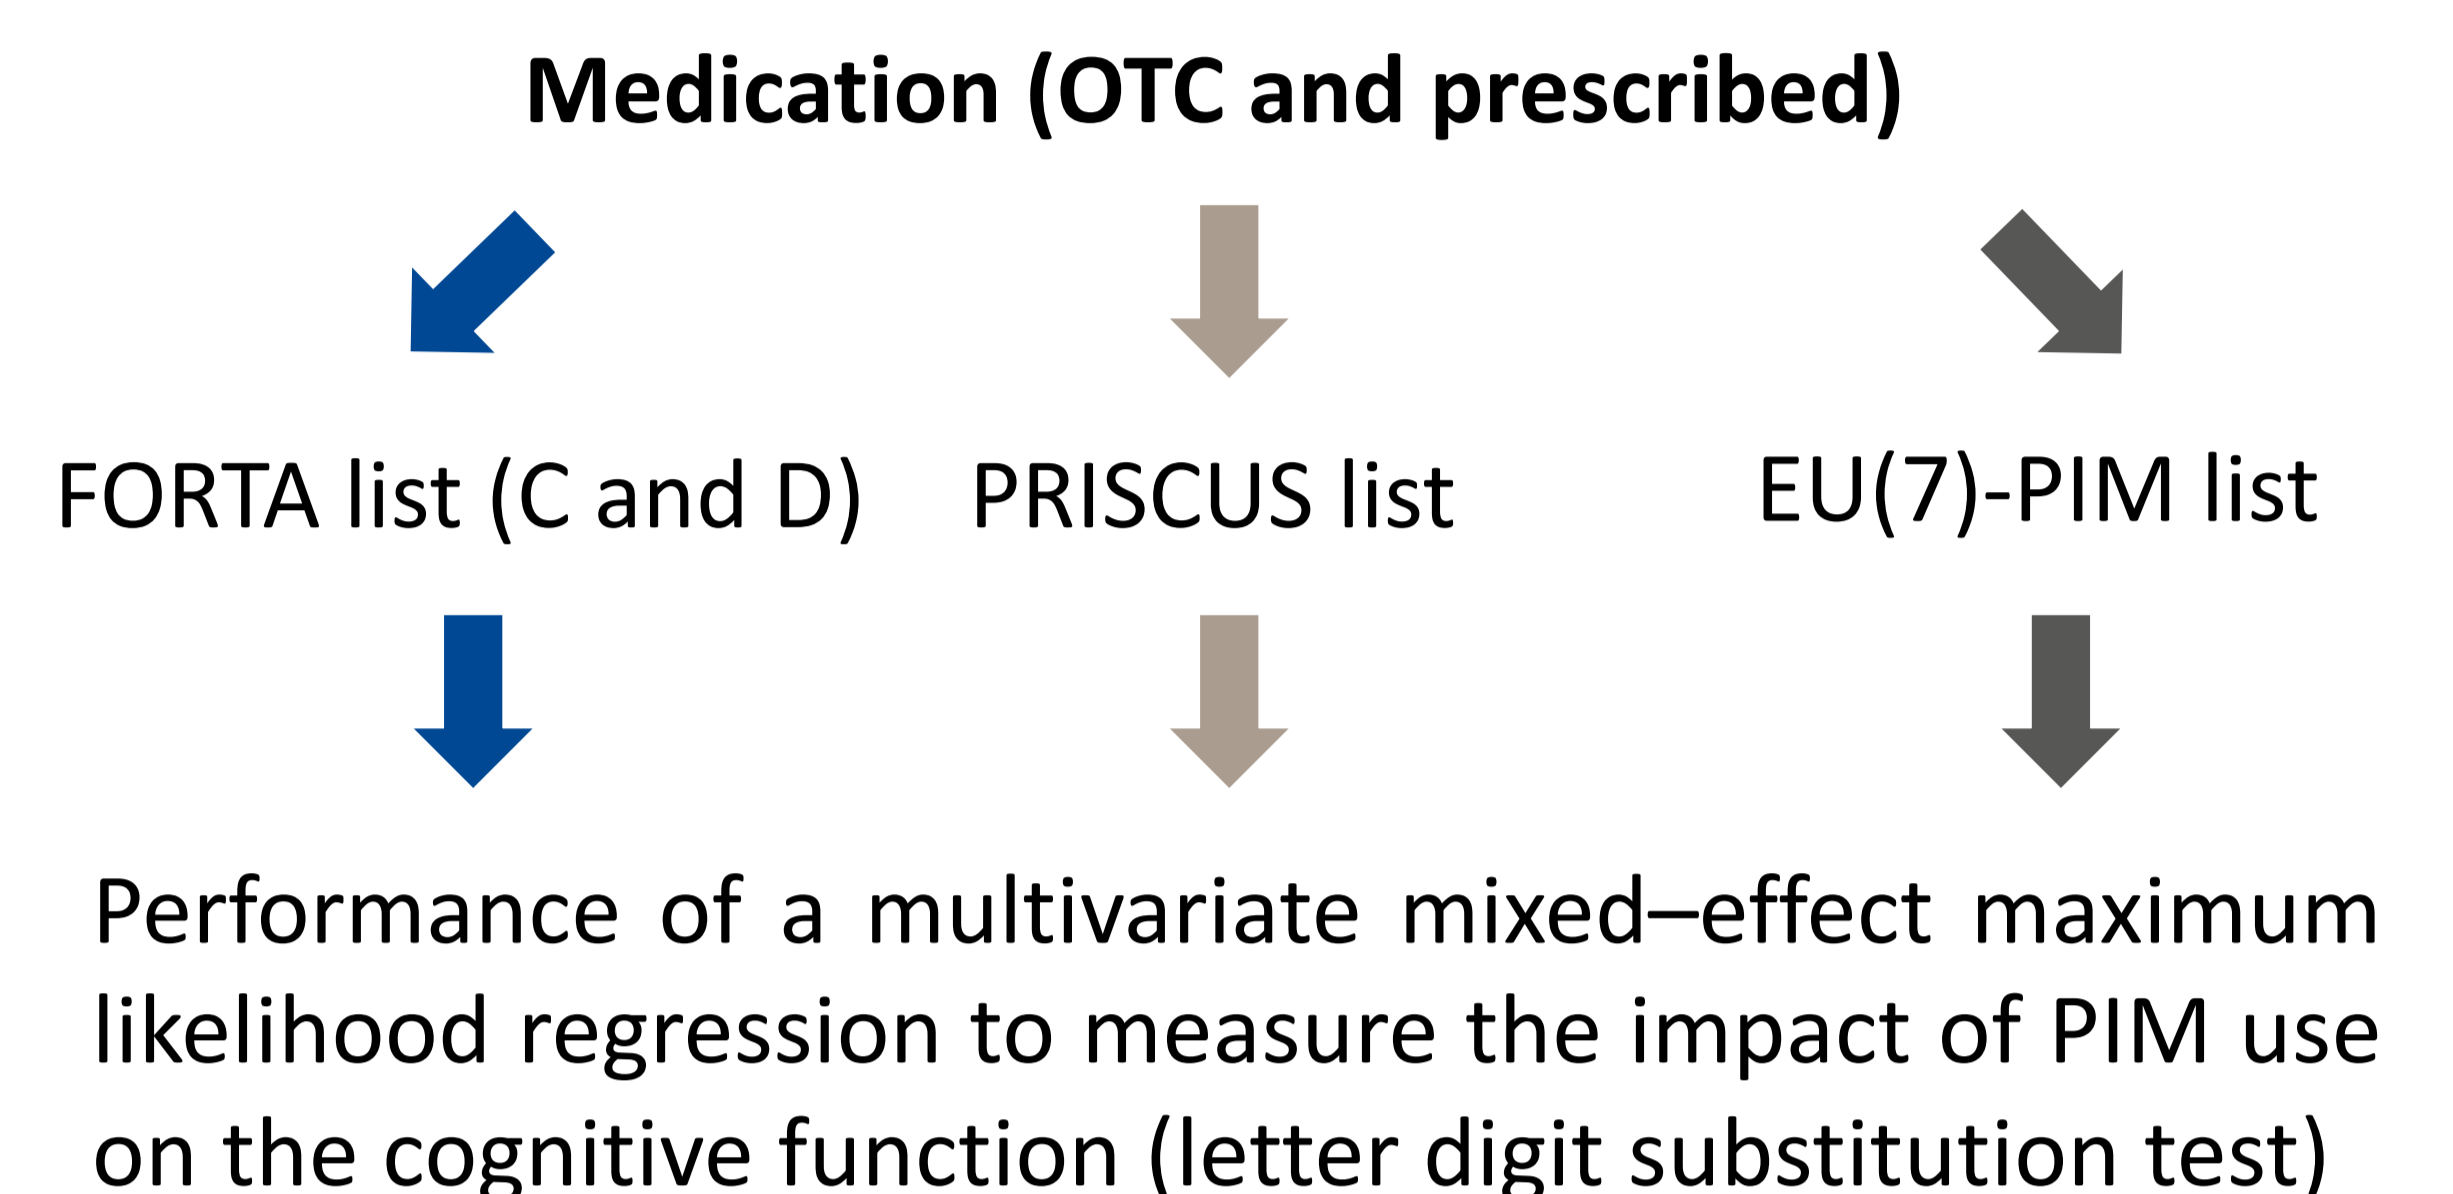 Medication (OTC and prescribed)
FORTA list (C and D) PRISCUS list EU(7)-PIM list
Performance of a multivariate mixed–effect maximum
likelihood regression to measure the impact of PIM use
on the cognitive function (letter digit substitution test)